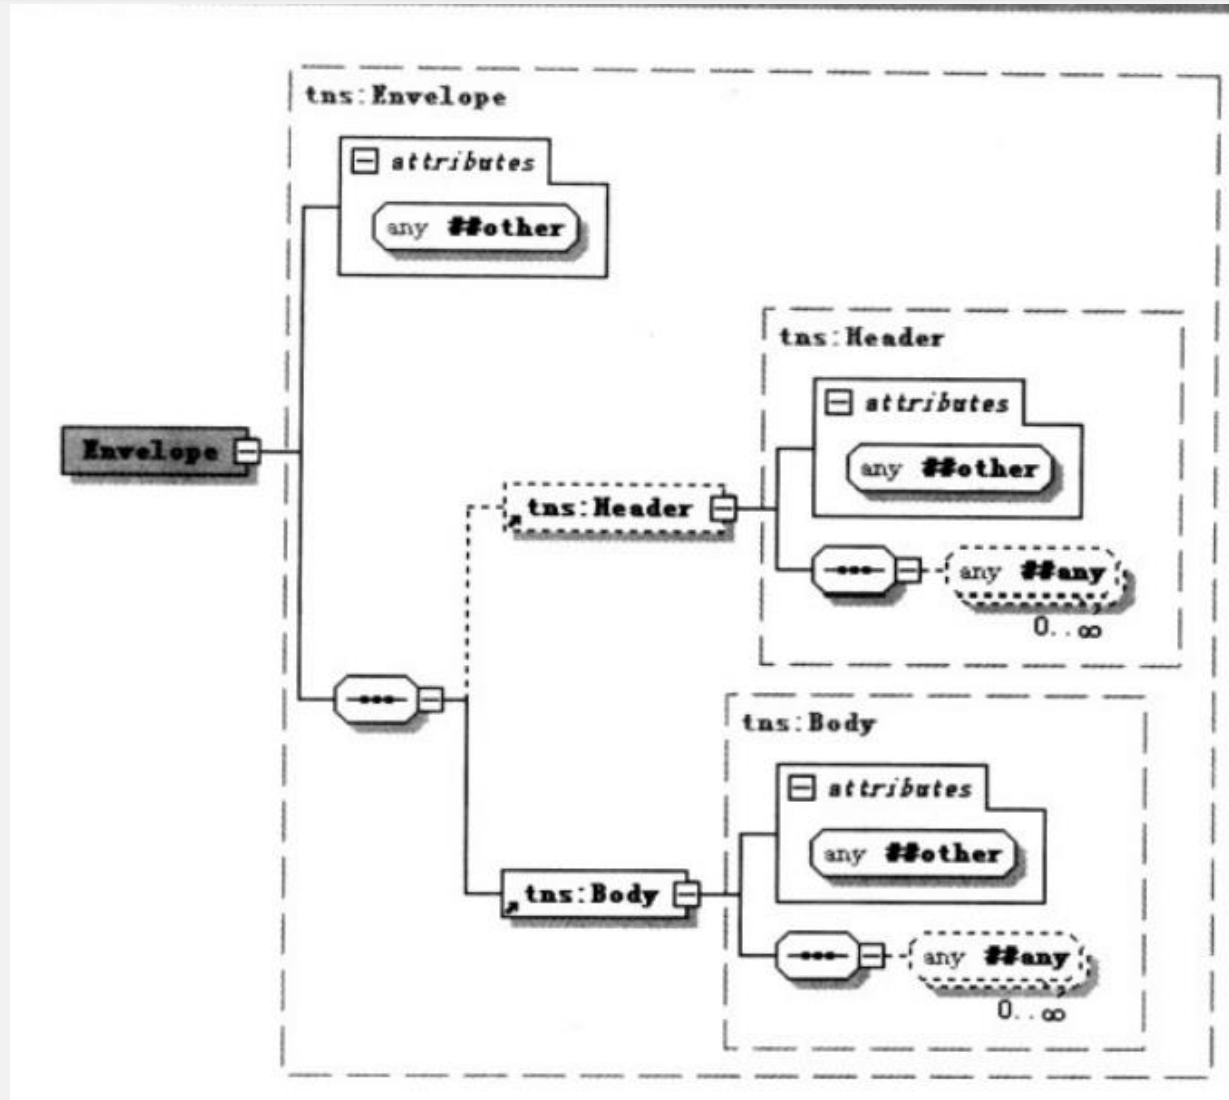 tns:Envelope
attributes
any ##other
tns:Header
attributes
any ##other
Envelope
tns:Header
any ##any
0..∞
tns:Body
attributes
any ##other
tns:Body
any ##any
0..∞